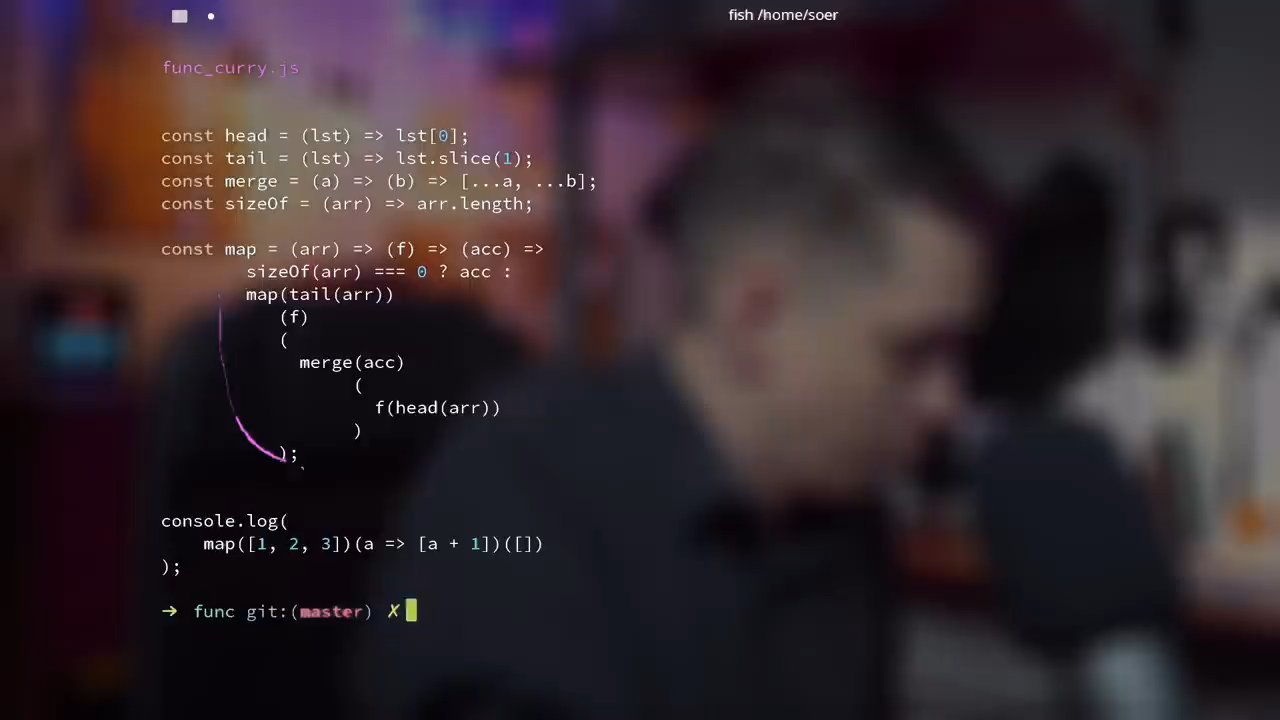 fish /home/soer
func_curry.js
const head = (lst) => lst[0];
const tail = (lst) => lst.slice(1);
const merge = (a) => (b) => [...a, ...b];
const sizeOf = (arr) => arr.length;
const map = (arr) => (f) => (acc) =>
sizeOf(arr) === 0 ? acc :
map(tail(arr))
(f)
(
merge(acc)
(
f(head(arr))
)
);
console.log(
map([1, 2, 3])(a => [a + 1])([])
);
➜ func git:(master) ✗